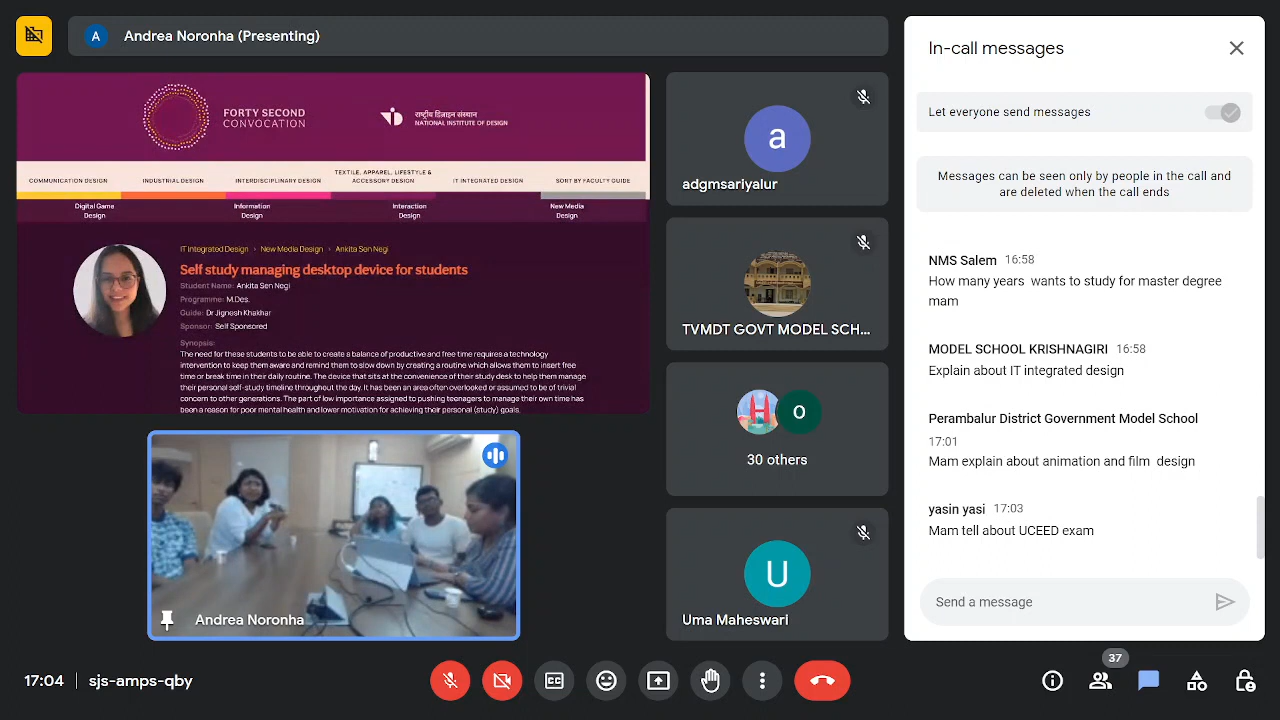 A Andrea Noronha (Presenting)
FORTY SECOND
CONVOCATION
राष्ट्रीय डिज़ाइन संस्थान
NATIONAL INSTITUTE OF DESIGN
COMMUNICATION DESIGN
INDUSTRIAL DESIGN
INTERDISCIPLINARY DESIGN
TEXTILE, APPAREL, LIFESTYLE &
ACCESSORY DESIGN
IT INTEGRATED DESIGN
SORT BY FACULTY GUIDE
Digital Game
Design
Information
Design
Interaction
Design
New Media
Design
IT Integrated Design › New Media Design › Ankita Sen Negi
Self study managing desktop device for students
Student Name: Ankita Sen Negi
Programme: M.Des.
Guide: Dr Jignesh Khakhar
Sponsor: Self Sponsored
Synopsis:
The need for these students to be able to create a balance of productive and free time requires a technology
intervention to keep them aware and remind them to slow down by creating a routine which allows them to insert free
time or break time in their daily routine. The device that sits at the convenience of their study desk to help them manage
their personal self-study timeline throughout the day. It has been an area often overlooked or assumed to be of trivial
concern to other generations. The part of low importance assigned to pushing teenagers to manage their own time has
been a reason for poor mental health and lower motivation for achieving their personal (study) goals.
Andrea Noronha
a
adgmsariyalur
TVMDT GOVT MODEL SCH...
O
30 others
U
Uma Maheswari
In-call messages
Let everyone send messages
Messages can be seen only by people in the call and
are deleted when the call ends
NMS Salem 16:58
How many years wants to study for master degree
mam
MODEL SCHOOL KRISHNAGIRI 16:58
Explain about IT integrated design
Perambalur District Government Model School
17:01
Mam explain about animation and film design
yasin yasi 17:03
Mam tell about UCEED exam
Send a message
17:04 | sjs-amps-qby
CC
37